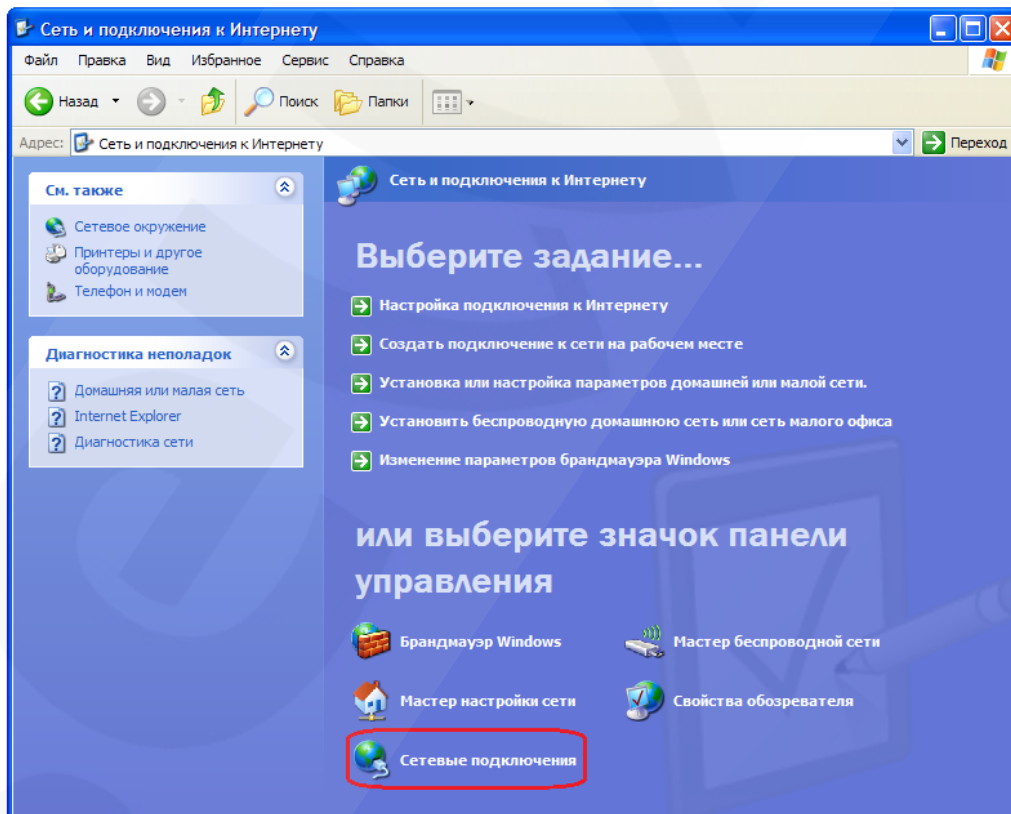 Сеть и подключения к Интернету
Файл Правка Вид Избранное Сервис Справка
Назад Поиск Папки
Адрес: Сеть и подключения к Интернету Переход
См. также
Сетевое окружение
Принтеры и другое
оборудование
Телефон и модем
Диагностика неполадок
Домашняя или малая сеть
Internet Explorer
Диагностика сети
Сеть и подключения к Интернету
Выберите задание...
Настройка подключения к Интернету
Создать подключение к сети на рабочем месте
Установка или настройка параметров домашней или малой сети.
Установить беспроводную домашнюю сеть или сеть малого офиса
Изменение параметров брандмауэра Windows
или выберите значок панели
управления
Брандмауэр Windows Мастер беспроводной сети
Мастер настройки сети Свойства обозревателя
Сетевые подключения